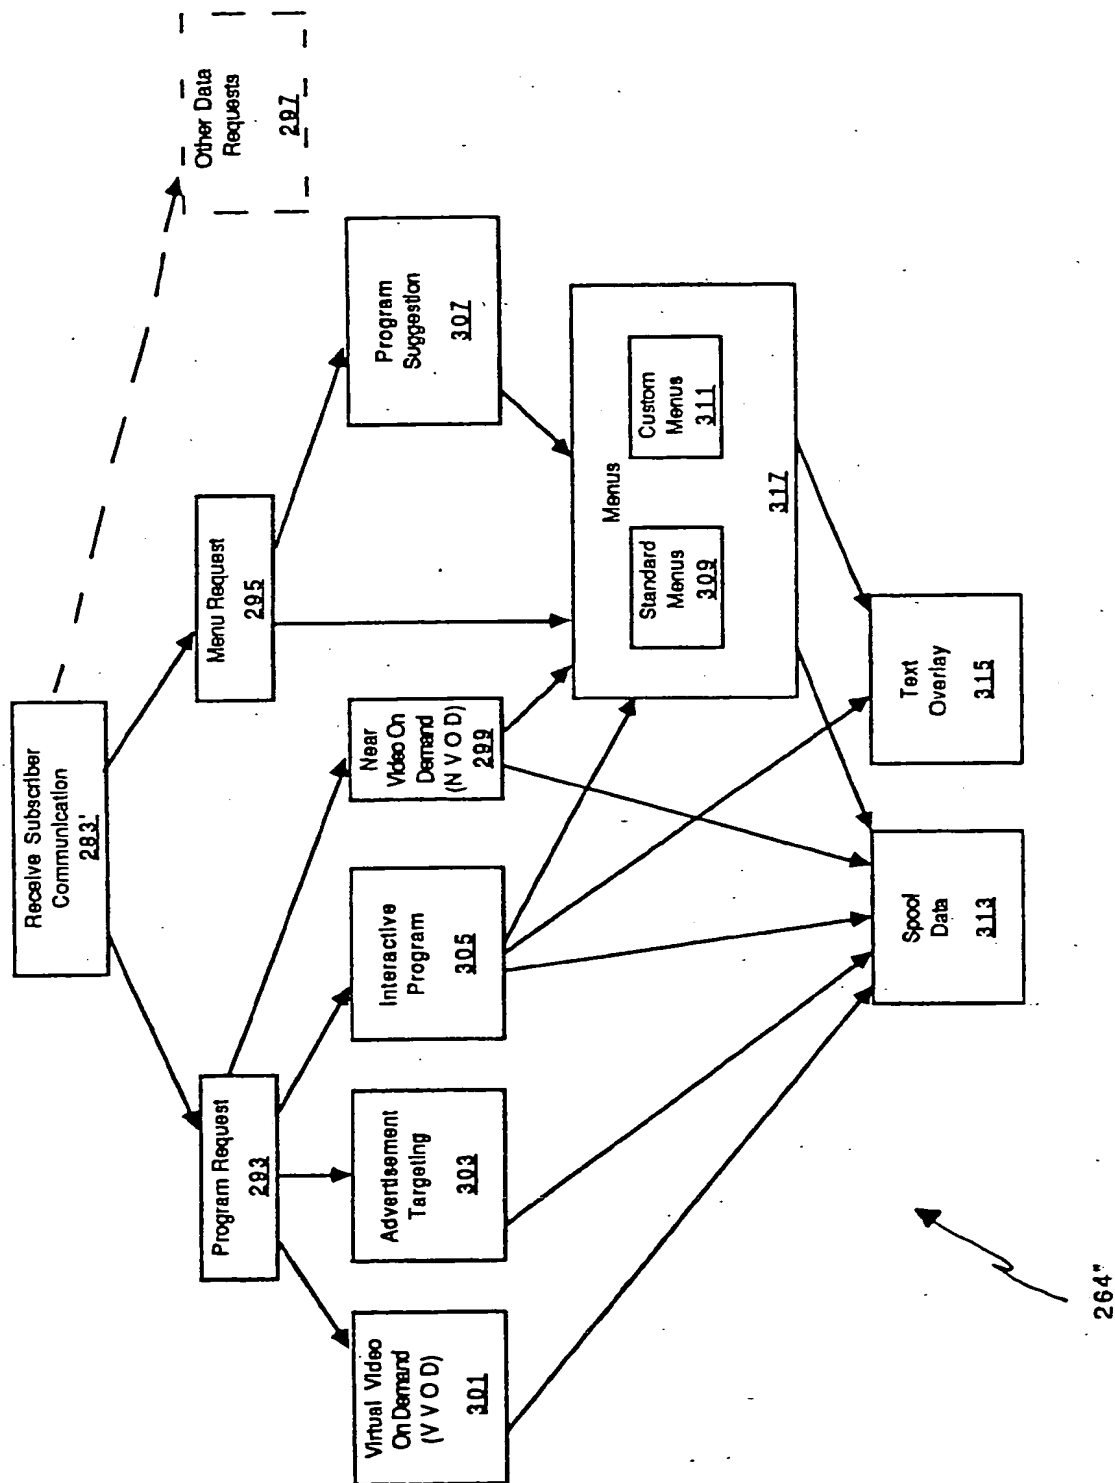 Receive Subscriber
Communication
283'
Other Data
Requests
297
Program Request
293
Menu Request
295
Virtual Video
On Demand
(V V O D)
301
Advertisement
Targeting
303
Interactive
Program
305
Near
Video On
Demand
(N V O D)
299
Program
Suggestion
307
Menus
Standard
Menus
309
Custom
Menus
311
317
Spool
Data
313
Text
Overlay
315
264"